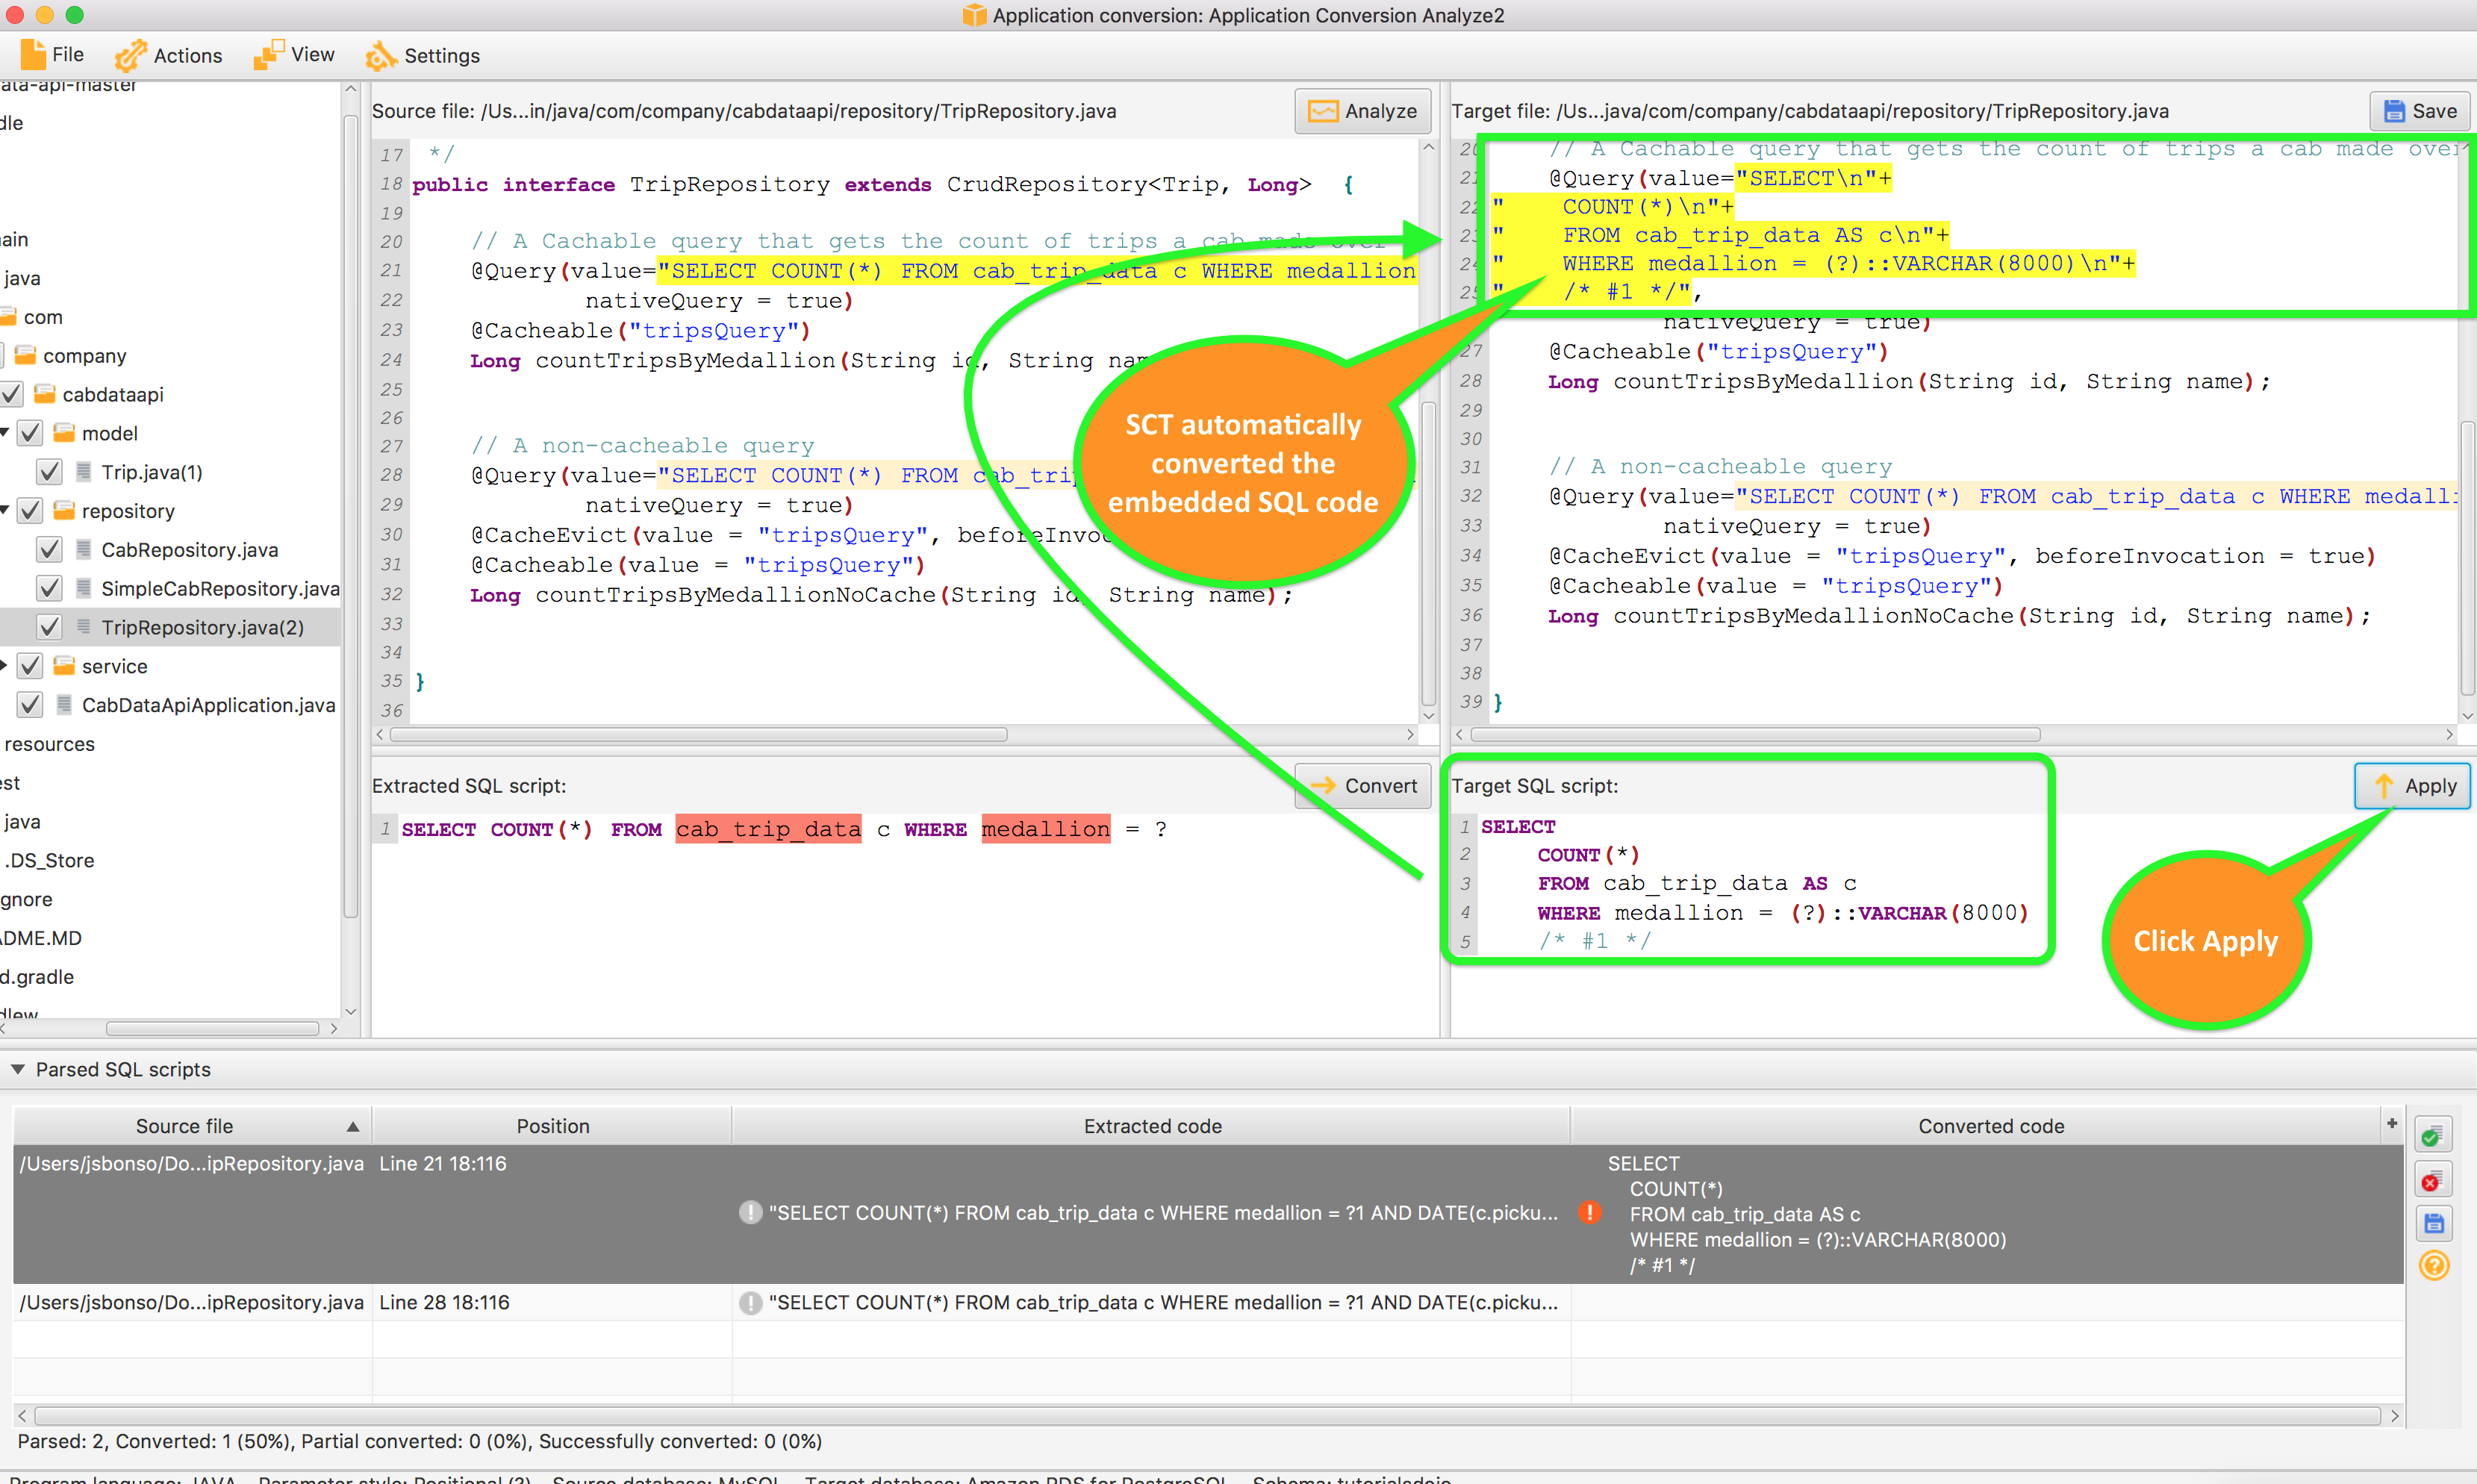 Application conversion: Application Conversion Analyze2
File Actions View Settings
ata-api-master
dle
ain
java
com
company
cabdataapi
model
Trip.java(1)
repository
CabRepository.java
SimpleCabRepository.java
TripRepository.java(2)
service
CabDataApiApplication.java
resources
est
java
.DS_Store
gnore
ADME.MD
d.gradle
dlew
Source file: /Us...in/java/com/company/cabdataapi/repository/TripRepository.java
Analyze
17 */
18 public interface TripRepository extends CrudRepository<Trip, Long> {
19
20 // A Cachable query that gets the count of trips a cab made over
21 @Query(value="SELECT COUNT(*) FROM cab_trip_data c WHERE medallion
22 nativeQuery = true)
23 @Cacheable("tripsQuery")
24 Long countTripsByMedallion(String id, String nam
25
26
27 // A non-cacheable query
28 @Query(value="SELECT COUNT(*) FROM cab_trip
29 nativeQuery = true)
30 @CacheEvict(value = "tripsQuery", beforeInvoc
31 @Cacheable(value = "tripsQuery")
32 Long countTripsByMedallionNoCache(String id, String name);
33
34
35 }
36
SCT automatically
converted the
embedded SQL code
Target file: /Us...java/com/company/cabdataapi/repository/TripRepository.java
Save
20 // A Cachable query that gets the count of trips a cab made over
21 @Query(value="SELECT\n"+
22 " COUNT(*)\n"+
23 " FROM cab_trip_data AS c\n"+
24 " WHERE medallion = (?)::VARCHAR(8000)\n"+
25 " /* #1 */",
nativeQuery = true)
27 @Cacheable("tripsQuery")
28 Long countTripsByMedallion(String id, String name);
29
30
31 // A non-cacheable query
32 @Query(value="SELECT COUNT(*) FROM cab_trip_data c WHERE medalli
33 nativeQuery = true)
34 @CacheEvict(value = "tripsQuery", beforeInvocation = true)
35 @Cacheable(value = "tripsQuery")
36 Long countTripsByMedallionNoCache(String id, String name);
37
38
39 }
Extracted SQL script:
Convert
1 SELECT COUNT(*) FROM cab_trip_data c WHERE medallion = ?
Target SQL script:
Apply
1 SELECT
2 COUNT(*)
3 FROM cab_trip_data AS c
4 WHERE medallion = (?)::VARCHAR(8000)
5 /* #1 */
Click Apply
Parsed SQL scripts
Source file Position Extracted code Converted code
/Users/jsbonso/Do...ipRepository.java Line 21 18:116
"SELECT COUNT(*) FROM cab_trip_data c WHERE medallion = ?1 AND DATE(c.picku...
SELECT
COUNT(*)
FROM cab_trip_data AS c
WHERE medallion = (?)::VARCHAR(8000)
/* #1 */
/Users/jsbonso/Do...ipRepository.java Line 28 18:116 "SELECT COUNT(*) FROM cab_trip_data c WHERE medallion = ?1 AND DATE(c.picku...
Parsed: 2, Converted: 1 (50%), Partial converted: 0 (0%), Successfully converted: 0 (0%)
Program language: JAVA Parameter style: Positional (?) Source database: MySQL Target database: Amazon RDS for PostgreSQL Schema: tutorialsdojo